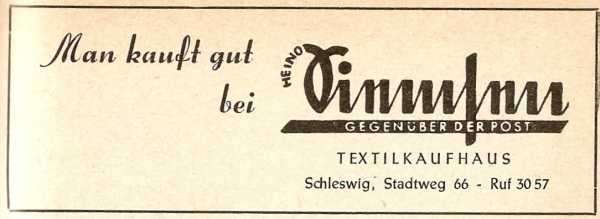 Man kauft gut
bei
HEINO
GEGENÜBER DER POST
TEXTILKAUFHAUS
Schleswig, Stadtweg 66 - Ruf 30 57